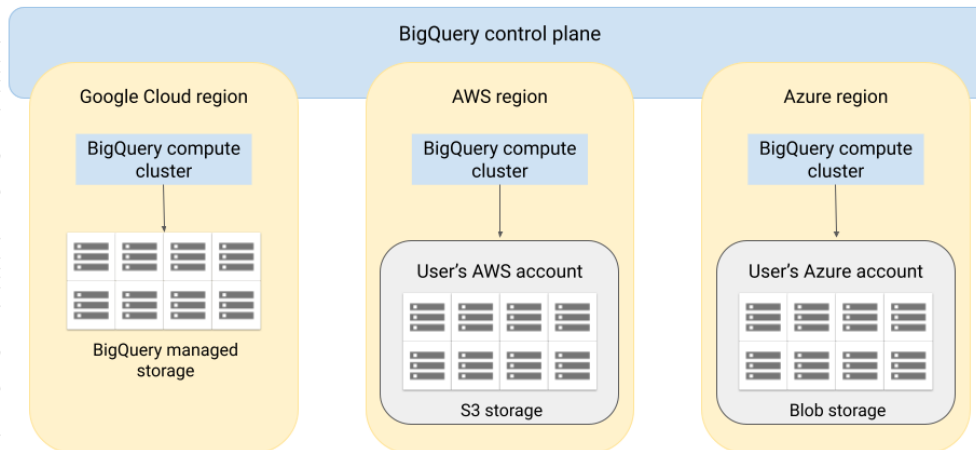 BigQuery control plane
Google Cloud region
BigQuery compute
cluster
BigQuery managed
storage
AWS region
BigQuery compute
cluster
User's AWS account
S3 storage
Azure region
BigQuery compute
cluster
User's Azure account
Blob storage